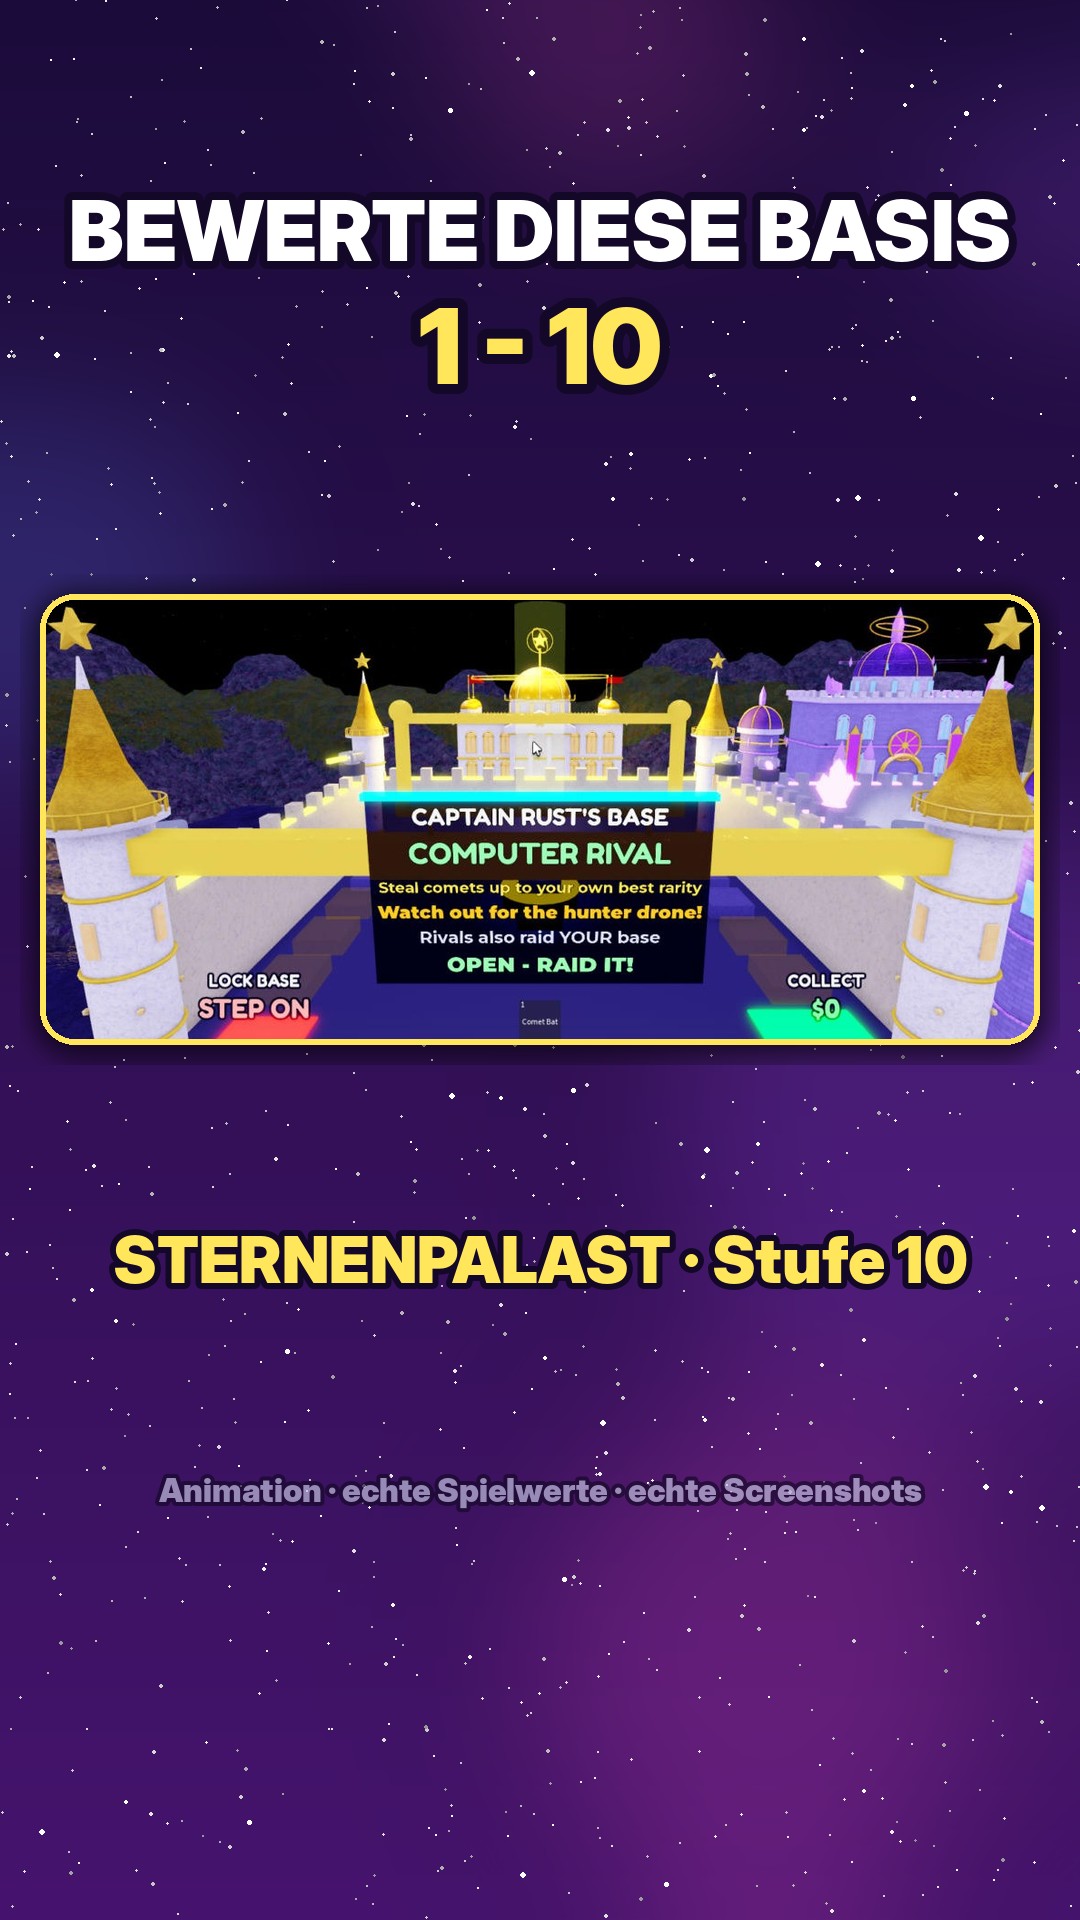 BEWERTE DIESE BASIS
1 - 10
CAPTAIN RUST'S BASE
COMPUTER RIVAL
Steal comets up to your own best rarity
Watch out for the hunter drone!
Rivals also raid YOUR base
OPEN - RAID IT!
LOCK BASE
STEP ON
COLLECT
$0
1
Comet Bat
STERNENPALAST · Stufe 10
Animation · echte Spielwerte · echte Screenshots